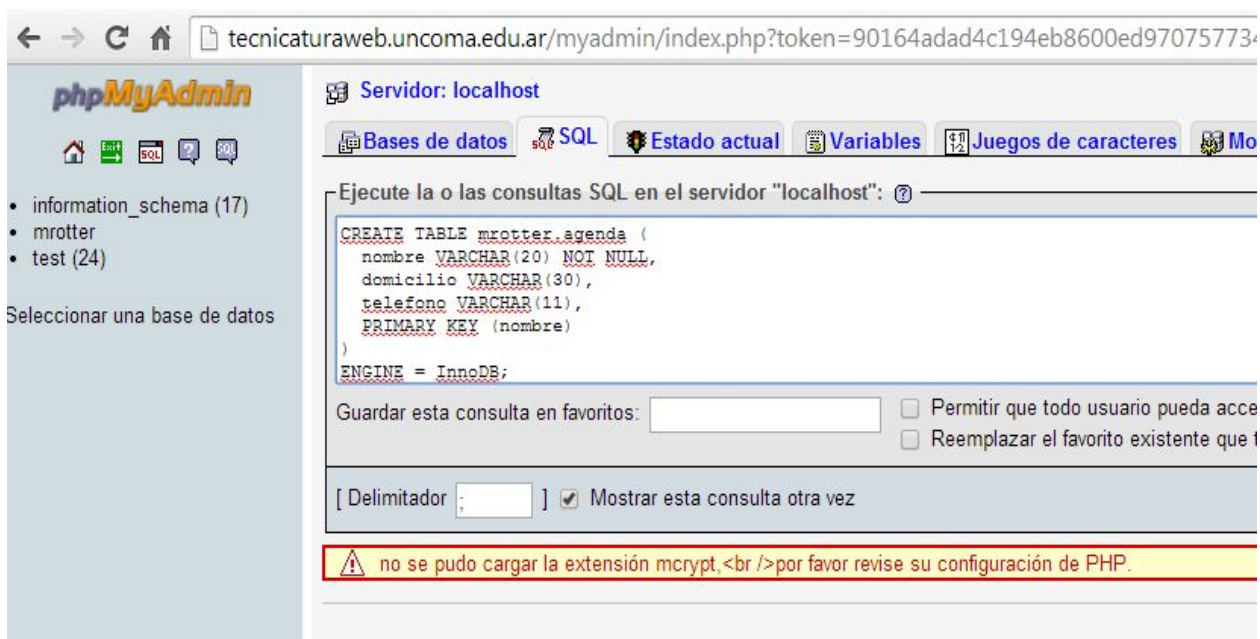 tecnicaturaweb.uncoma.edu.ar/myadmin/index.php?token=90164adad4c194eb8600ed9707577734
phpMyAdmin
Servidor: localhost
Bases de datos SQL Estado actual Variables Juegos de caracteres Mo
Exit SQL ? SQL
information_schema (17)
mrotter
test (24)
Seleccionar una base de datos
Ejecute la o las consultas SQL en el servidor "localhost":
CREATE TABLE mrotter.agenda (
nombre VARCHAR(20) NOT NULL,
domicilio VARCHAR(30),
telefono VARCHAR(11),
PRIMARY KEY (nombre)
)
ENGINE = InnoDB;
Guardar esta consulta en favoritos: Permitir que todo usuario pueda acce
Reemplazar el favorito existente que t
[ Delimitador ; ] Mostrar esta consulta otra vez
no se pudo cargar la extensión mcrypt,<br />por favor revise su configuración de PHP.